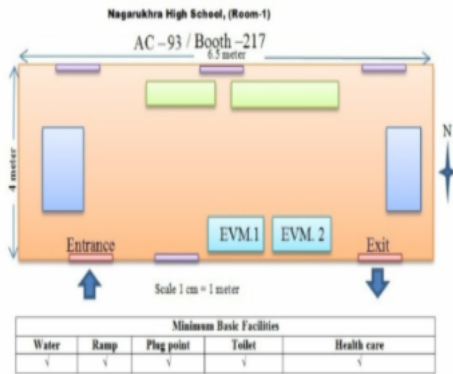 Nagarukhra High School, (Room-1)
AC –93 / Booth –217
6.5 meter
4 meter
N
EVM.1 EVM. 2
Entrance Exit
Scale 1 cm = 1 meter
Minimum Basic Facilities
Water Ramp Plug point Toilet Health care
√ √ √ √ √